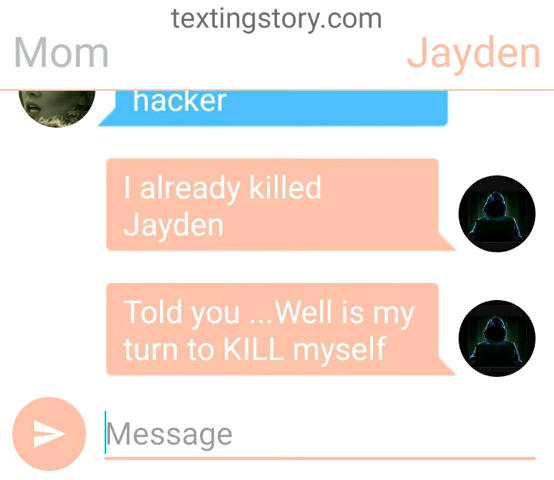 textingstory.com
Mom
Jayden
hacker
I already killed
Jayden
Told you ...Well is my
turn to KILL myself
Message